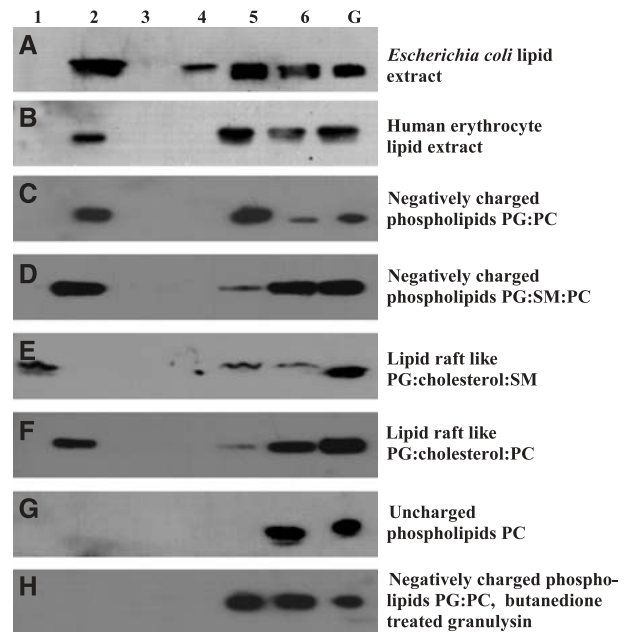 1 2 3 4 5 6 G
A
Escherichia coli lipid
extract
B
Human erythrocyte
lipid extract
C
Negatively charged
phospholipids PG:PC
D
Negatively charged
phospholipids PG:SM:PC
E
Lipid raft like
PG:cholesterol:SM
F
Lipid raft like
PG:cholesterol:PC
G
Uncharged
phospholipids PC
H
Negatively charged phospho–
lipids PG:PC, butanedione
treated granulysin